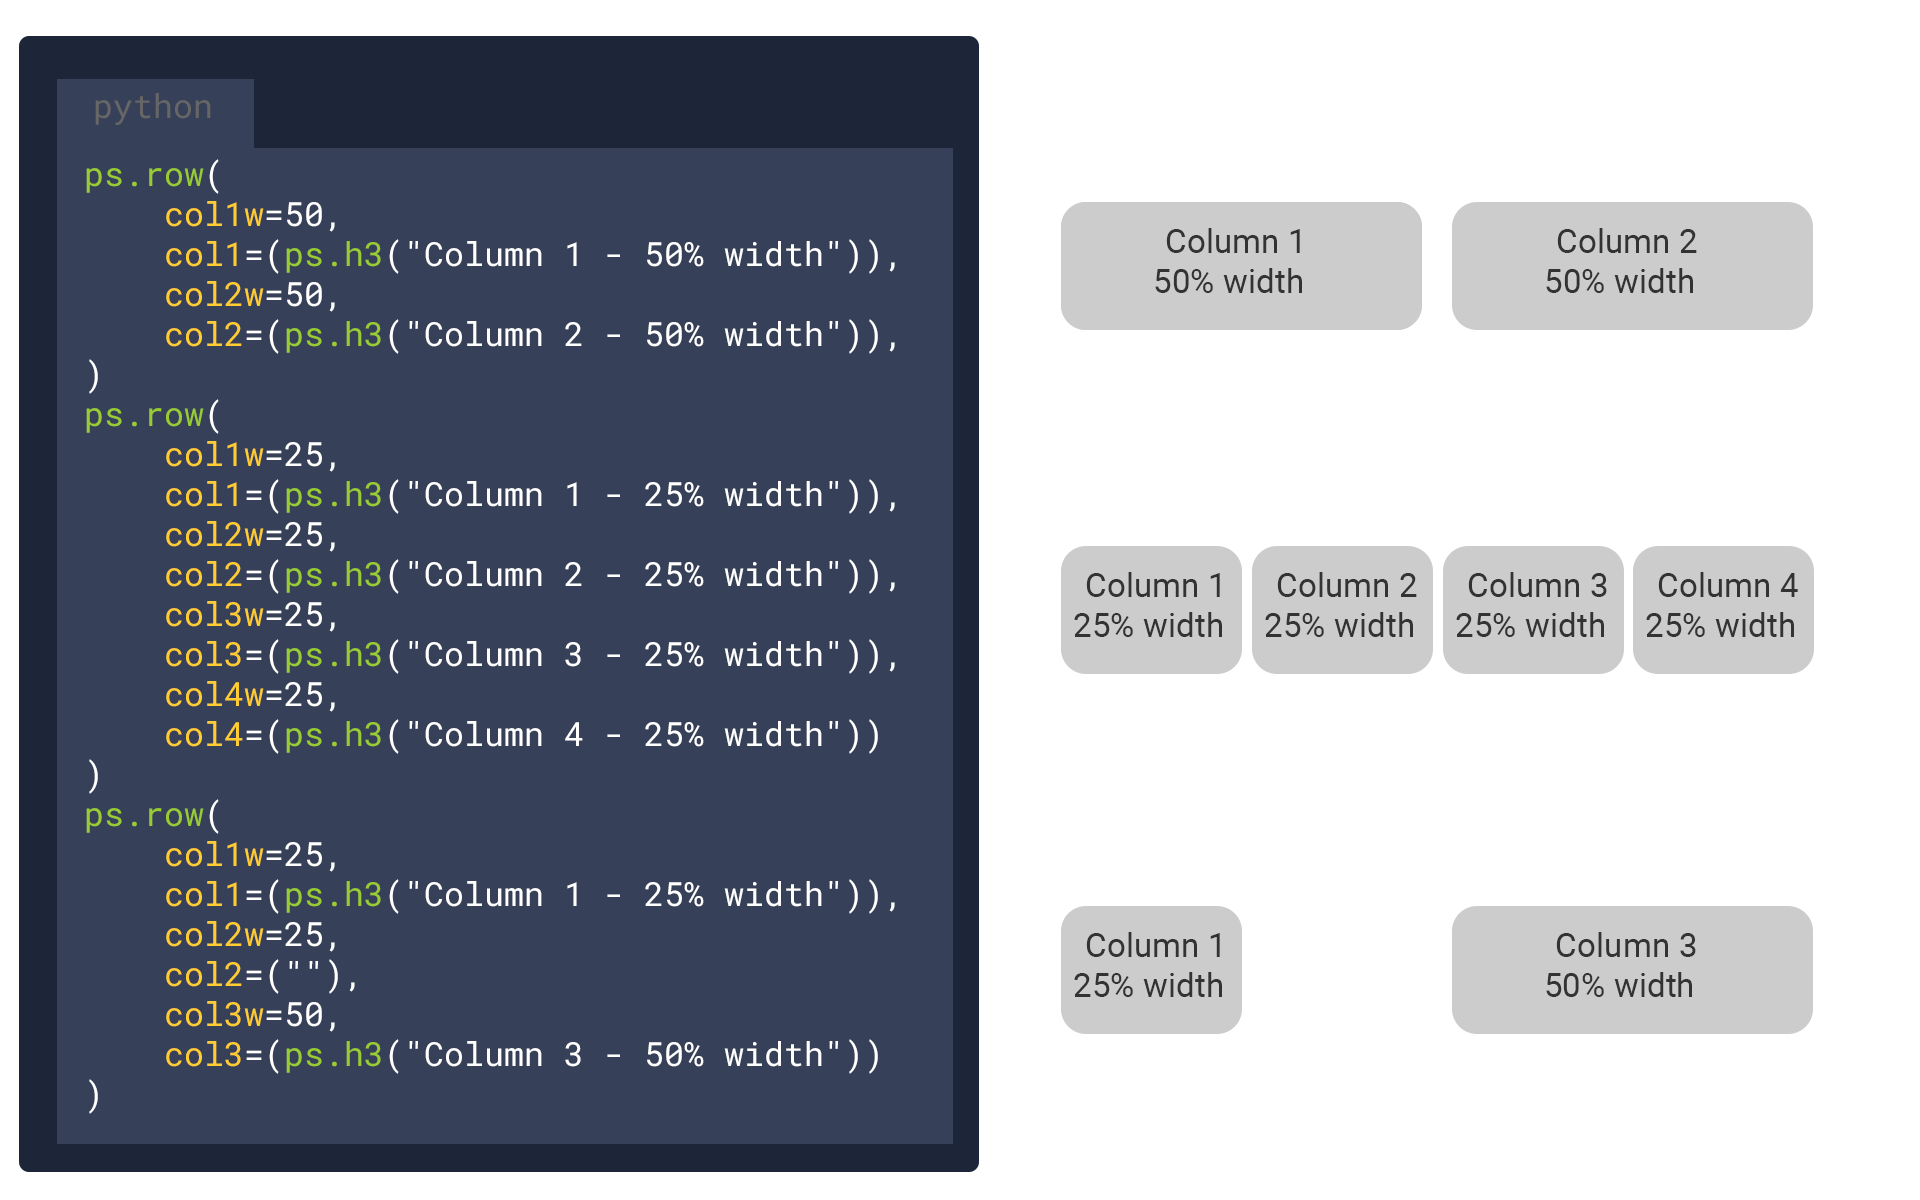 python
ps.row(
col1w=50,
col1=(ps.h3("Column 1 - 50% width")),
col2w=50,
col2=(ps.h3("Column 2 - 50% width")),
)
ps.row(
col1w=25,
col1=(ps.h3("Column 1 - 25% width")),
col2w=25,
col2=(ps.h3("Column 2 - 25% width")),
col3w=25,
col3=(ps.h3("Column 3 - 25% width")),
col4w=25,
col4=(ps.h3("Column 4 - 25% width"))
)
ps.row(
col1w=25,
col1=(ps.h3("Column 1 - 25% width")),
col2w=25,
col2=(""),
col3w=50,
col3=(ps.h3("Column 3 - 50% width"))
)
Column 1
50% width
Column 2
50% width
Column 1
25% width
Column 2
25% width
Column 3
25% width
Column 4
25% width
Column 1
25% width
Column 3
50% width